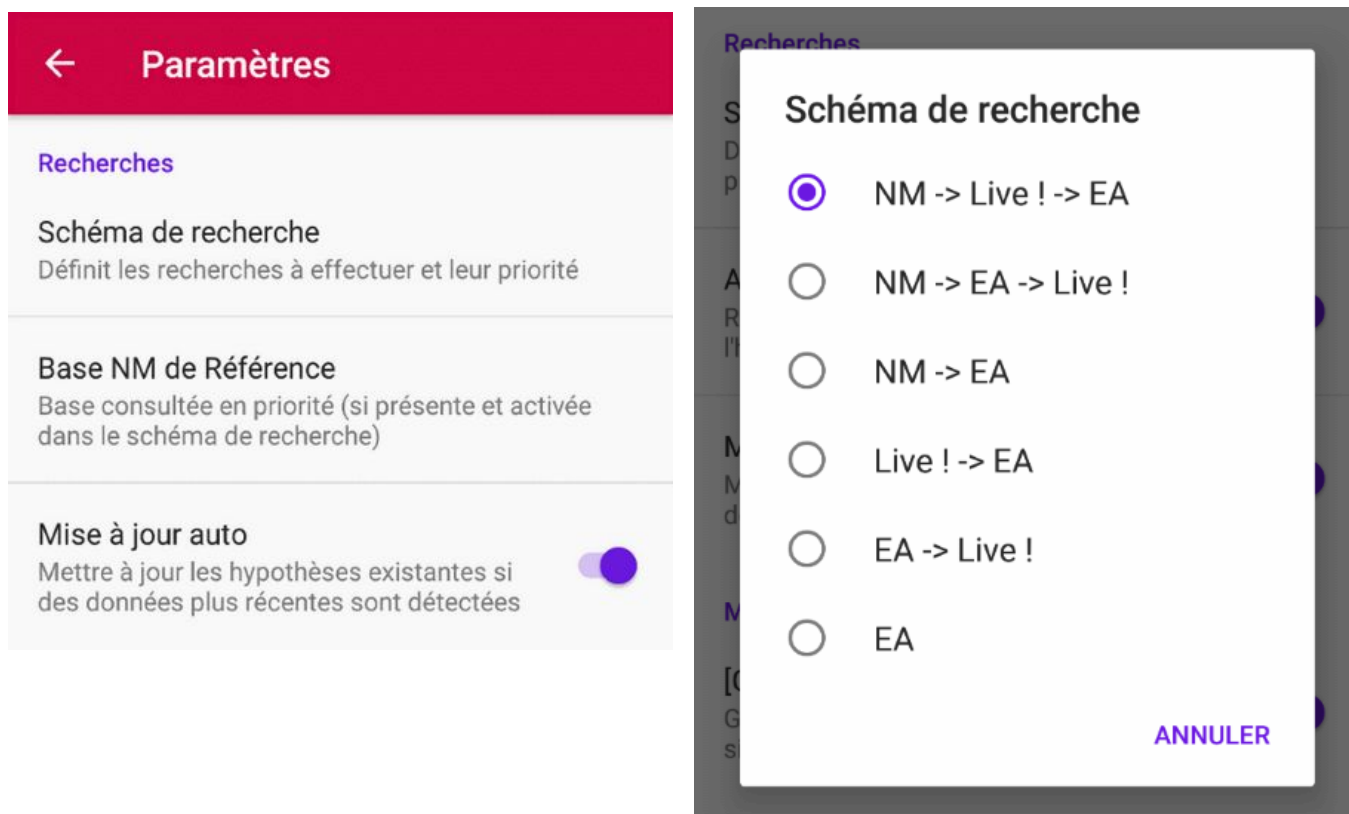 Paramètres
Recherches
Schéma de recherche
Définit les recherches à effectuer et leur priorité
Base NM de Référence
Base consultée en priorité (si présente et activée
dans le schéma de recherche)
Mise à jour auto
Mettre à jour les hypothèses existantes si
des données plus récentes sont détectées
Recherches
Schéma de recherche
NM -> Live ! -> EA
NM -> EA -> Live !
NM -> EA
Live ! -> EA
EA -> Live !
EA
ANNULER